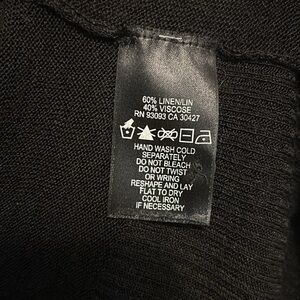 60% LINEN/LIN
40% VISCOSE
RN 93093 CA 30427
HAND WASH COLD
SEPARATELY
DO NOT BLEACH
DO NOT TWIST
OR WRING
RESHAPE AND LAY
FLAT TO DRY
COOL IRON
IF NECESSARY